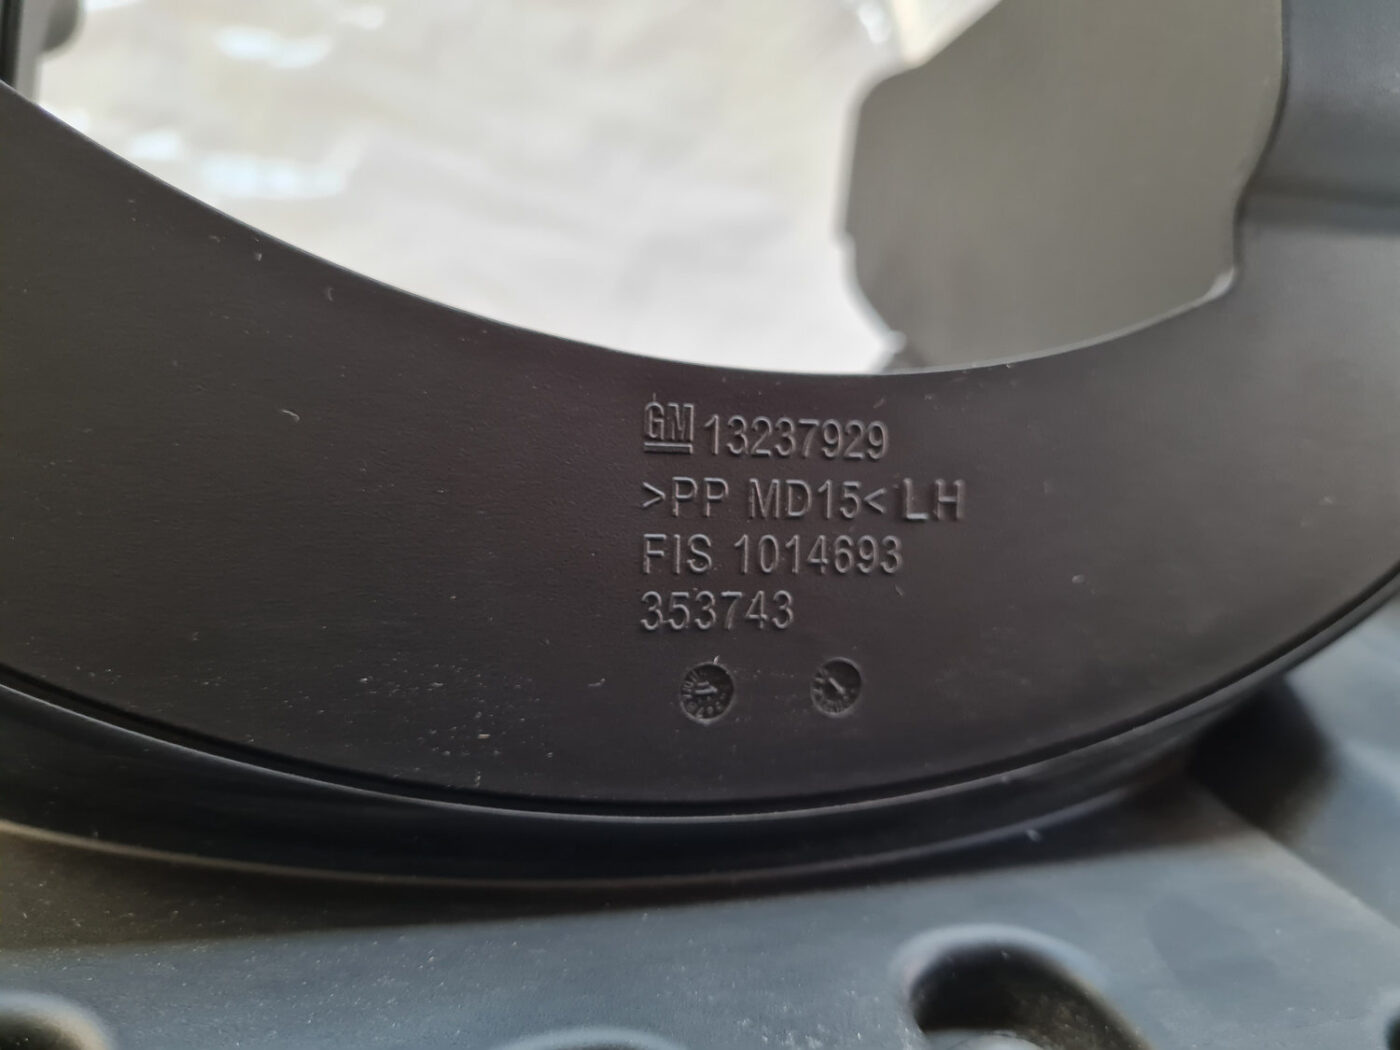 GM 13237929
>PP MD15< LH
FIS 1014693
353743